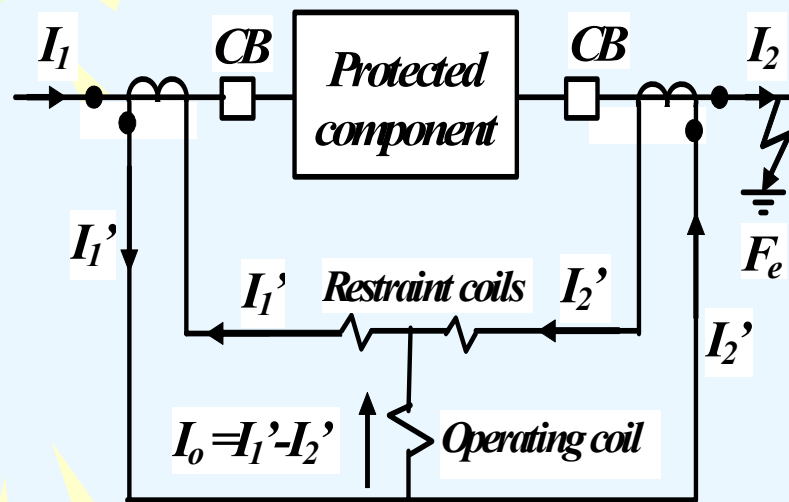 I₁
CB
Protected
component
CB
I₂
I₁’
I₁’
Restraint coils
I₂’
Fₑ
I₂’
Iₒ =I₁’-I₂’
Operating coil